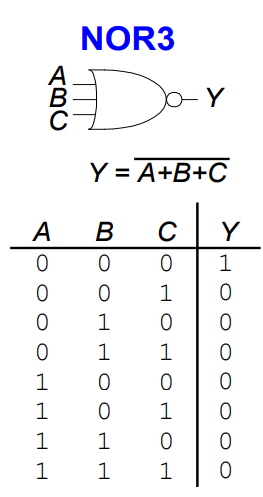 NOR3
A
B
C
Y
Y = A+B+C
A B C Y
0 0 0 1
0 0 1 0
0 1 0 0
0 1 1 0
1 0 0 0
1 0 1 0
1 1 0 0
1 1 1 0